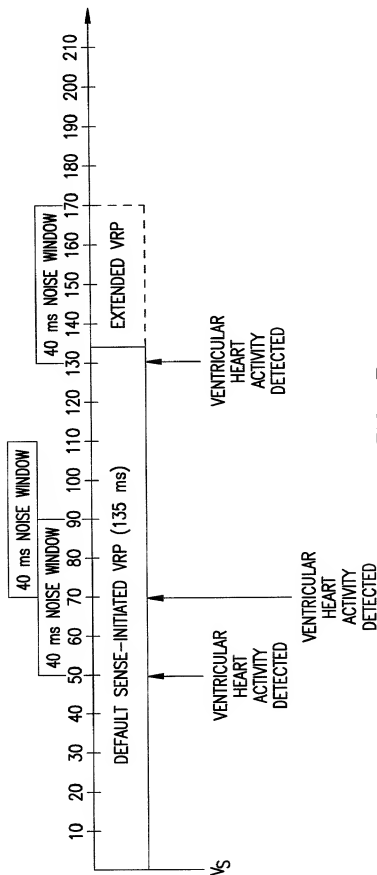 40 ms NOISE WINDOW
40 ms NOISE WINDOW
40 ms NOISE WINDOW
10 20 30 40 50 60 70 80 90 100 110 120 130 140 150 160 170 180 190 200 210
DEFAULT SENSE-INITIATED VRP (135 ms)
EXTENDED VRP
VS
VENTRICULAR
HEART
ACTIVITY
DETECTED
VENTRICULAR
HEART
ACTIVITY
DETECTED
VENTRICULAR
HEART
ACTIVITY
DETECTED